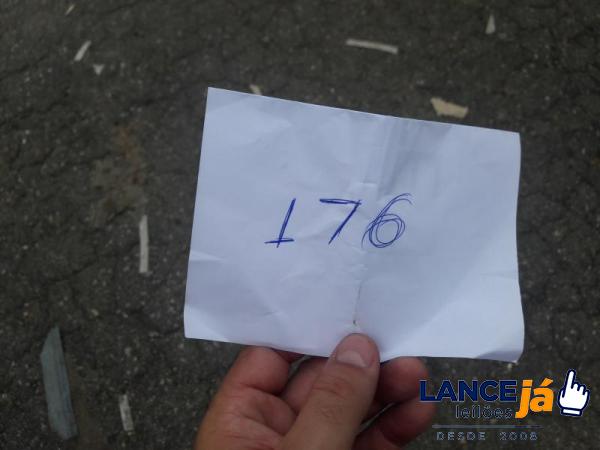 176
LANCE já
leilões
DESDE 2008